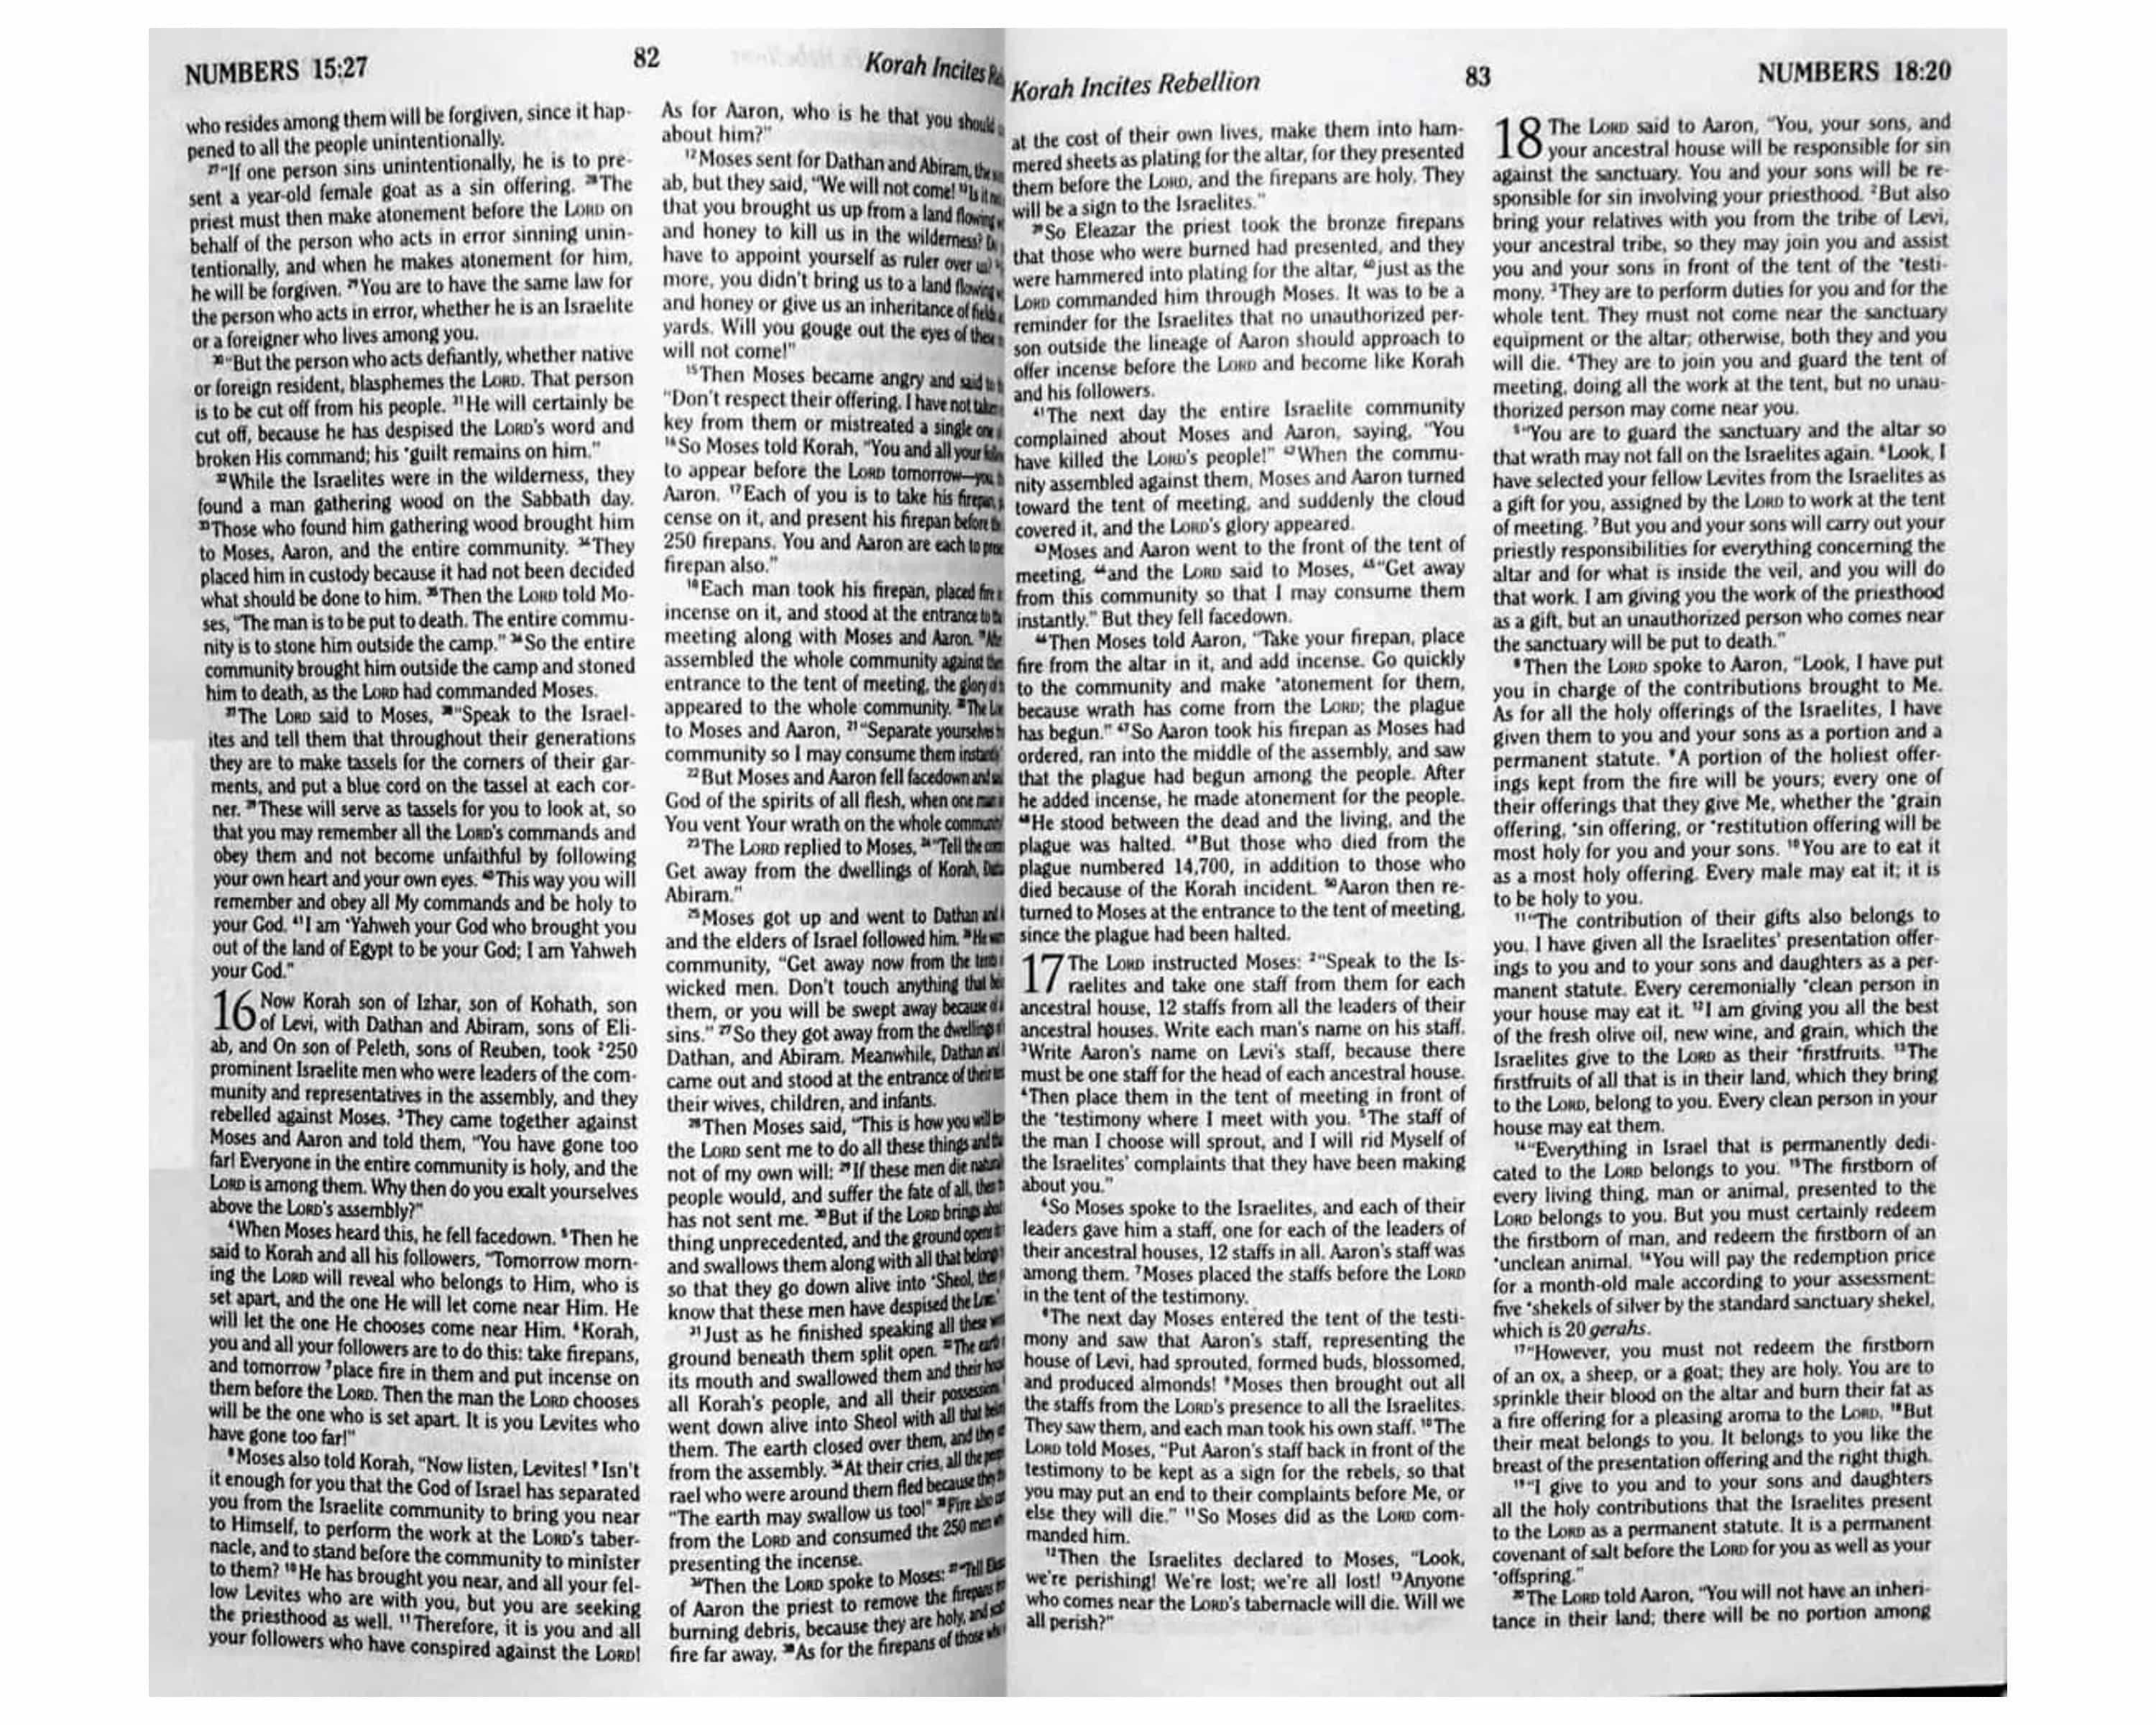 NUMBERS 15:27
82
Korah Incites
who resides among them will be forgiven, since it hap-
pened to all the people unintentionally.
27"If one person sins unintentionally, he is to pre-
sent a year-old female goat as a sin offering. 28The
priest must then make atonement before the LORD on
behalf of the person who acts in error sinning unin-
tentionally, and when he makes atonement for him,
he will be forgiven. 29You are to have the same law for
the person who acts in error, whether he is an Israelite
or a foreigner who lives among you.
30"But the person who acts defiantly, whether native
or foreign resident, blasphemes the LORD. That person
is to be cut off from his people. 31He will certainly be
cut off, because he has despised the LORD's word and
broken His command; his *guilt remains on him."
32While the Israelites were in the wilderness, they
found a man gathering wood on the Sabbath day.
33Those who found him gathering wood brought him
to Moses, Aaron, and the entire community. 34They
placed him in custody because it had not been decided
what should be done to him. 35Then the LORD told Mo-
ses, "The man is to be put to death. The entire commu-
nity is to stone him outside the camp." 36So the entire
community brought him outside the camp and stoned
him to death, as the LORD had commanded Moses.
37The LORD said to Moses, 38"Speak to the Israel-
ites and tell them that throughout their generations
they are to make tassels for the corners of their gar-
ments, and put a blue cord on the tassel at each cor-
ner. 39These will serve as tassels for you to look at, so
that you may remember all the LORD's commands and
obey them and not become unfaithful by following
your own heart and your own eyes. 40This way you will
remember and obey all My commands and be holy to
your God. 41I am *Yahweh your God who brought you
out of the land of Egypt to be your God; I am Yahweh
your God."
16 Now Korah son of Izhar, son of Kohath, son
of Levi, with Dathan and Abiram, sons of Eli-
ab, and On son of Peleth, sons of Reuben, took 2250
prominent Israelite men who were leaders of the com-
munity and representatives in the assembly, and they
rebelled against Moses. 3They came together against
Moses and Aaron and told them, "You have gone too
far! Everyone in the entire community is holy, and the
LORD is among them. Why then do you exalt yourselves
above the LORD's assembly?"
4When Moses heard this, he fell facedown. 5Then he
said to Korah and all his followers, "Tomorrow morn-
ing the LORD will reveal who belongs to Him, who is
set apart, and the one He will let come near Him. He
will let the one He chooses come near Him. 6Korah,
you and all your followers are to do this: take firepans,
and tomorrow 7place fire in them and put incense on
them before the LORD. Then the man the LORD chooses
will be the one who is set apart. It is you Levites who
have gone too far!"
8Moses also told Korah, "Now listen, Levites! 9Isn't
it enough for you that the God of Israel has separated
you from the Israelite community to bring you near
to Himself, to perform the work at the LORD's taber-
nacle, and to stand before the community to minister
to them? 10He has brought you near, and all your fel-
low Levites who are with you, but you are seeking
the priesthood as well. 11Therefore, it is you and all
your followers who have conspired against the LORD!
As for Aaron, who is he that you should
about him?"
12Moses sent for Dathan and Abiram, the
ab, but they said, "We will not come! 13Is it
that you brought us up from a land flowing
and honey to kill us in the wilderness?
have to appoint yourself as ruler over us?
more, you didn't bring us to a land flowing
and honey or give us an inheritance of
yards. Will you gouge out the eyes of these
will not come!"
15Then Moses became angry and said to
"Don't respect their offering. I have not
key from them or mistreated a single one
16So Moses told Korah, "You and all your
to appear before the LORD tomorrow—you,
Aaron. 17Each of you is to take his firepan,
cense on it, and present his firepan before
250 firepans. You and Aaron are each to
firepan also."
18Each man took his firepan, placed fire
incense on it, and stood at the entrance to
meeting along with Moses and Aaron.
assembled the whole community against
entrance to the tent of meeting, the glory
appeared to the whole community. 20The
to Moses and Aaron, 21"Separate yourselves
community so I may consume them instantly."
22But Moses and Aaron fell facedown and
God of the spirits of all flesh, when one
You vent Your wrath on the whole community
23The LORD replied to Moses, 24"Tell the
Get away from the dwellings of Korah,
Abiram."
25Moses got up and went to Dathan and
and the elders of Israel followed him. 26He
community, "Get away now from the tents
wicked men. Don't touch anything that
them, or you will be swept away because
sins." 27So they got away from the dwellings
Dathan, and Abiram. Meanwhile, Dathan and
came out and stood at the entrance of their
their wives, children, and infants.
28Then Moses said, "This is how you will
the LORD sent me to do all these things and
not of my own will: 29If these men die
people would, and suffer the fate of all, then
has not sent me. 30But if the LORD brings
thing unprecedented, and the ground opens
and swallows them along with all that
so that they go down alive into *Sheol, then
know that these men have despised the LORD."
31Just as he finished speaking all these
ground beneath them split open. 32The earth
its mouth and swallowed them and their
all Korah's people, and all their possessions.
went down alive into Sheol with all that
them. The earth closed over them, and they
from the assembly. 34At their cries, all the
rael who were around them fled because they
"The earth may swallow us too!" 35Fire also
from the LORD and consumed the 250 men
presenting the incense.
36Then the LORD spoke to Moses: 37"Tell
of Aaron the priest to remove the firepans
burning debris, because they are holy, and
fire far away. 38As for the firepans of those
Korah Incites Rebellion
83
NUMBERS 18:20
at the cost of their own lives, make them into ham-
mered sheets as plating for the altar, for they presented
them before the LORD, and the firepans are holy. They
will be a sign to the Israelites."
39So Eleazar the priest took the bronze firepans
that those who were burned had presented, and they
were hammered into plating for the altar, 40just as the
LORD commanded him through Moses. It was to be a
reminder for the Israelites that no unauthorized per-
son outside the lineage of Aaron should approach to
offer incense before the LORD and become like Korah
and his followers.
41The next day the entire Israelite community
complained about Moses and Aaron, saying, "You
have killed the LORD's people!" 42When the commu-
nity assembled against them, Moses and Aaron turned
toward the tent of meeting, and suddenly the cloud
covered it, and the LORD's glory appeared.
43Moses and Aaron went to the front of the tent of
meeting, 44and the LORD said to Moses, 45"Get away
from this community so that I may consume them
instantly." But they fell facedown.
46Then Moses told Aaron, "Take your firepan, place
fire from the altar in it, and add incense. Go quickly
to the community and make *atonement for them,
because wrath has come from the LORD; the plague
has begun." 47So Aaron took his firepan as Moses had
ordered, ran into the middle of the assembly, and saw
that the plague had begun among the people. After
he added incense, he made atonement for the people.
48He stood between the dead and the living, and the
plague was halted. 49But those who died from the
plague numbered 14,700, in addition to those who
died because of the Korah incident. 50Aaron then re-
turned to Moses at the entrance to the tent of meeting,
since the plague had been halted.
17 The LORD instructed Moses: 2"Speak to the Is-
raelites and take one staff from them for each
ancestral house, 12 staffs from all the leaders of their
ancestral houses. Write each man's name on his staff.
3Write Aaron's name on Levi's staff, because there
must be one staff for the head of each ancestral house.
4Then place them in the tent of meeting in front of
the *testimony where I meet with you. 5The staff of
the man I choose will sprout, and I will rid Myself of
the Israelites' complaints that they have been making
about you."
6So Moses spoke to the Israelites, and each of their
leaders gave him a staff, one for each of the leaders of
their ancestral houses, 12 staffs in all. Aaron's staff was
among them. 7Moses placed the staffs before the LORD
in the tent of the testimony.
8The next day Moses entered the tent of the testi-
mony and saw that Aaron's staff, representing the
house of Levi, had sprouted, formed buds, blossomed,
and produced almonds! 9Moses then brought out all
the staffs from the LORD's presence to all the Israelites.
They saw them, and each man took his own staff. 10The
LORD told Moses, "Put Aaron's staff back in front of the
testimony to be kept as a sign for the rebels, so that
you may put an end to their complaints before Me, or
else they will die." 11So Moses did as the LORD com-
manded him.
12Then the Israelites declared to Moses, "Look,
we're perishing! We're lost; we're all lost! 13Anyone
who comes near the LORD's tabernacle will die. Will we
all perish?"
18 The LORD said to Aaron, "You, your sons, and
your ancestral house will be responsible for sin
against the sanctuary. You and your sons will be re-
sponsible for sin involving your priesthood. 2But also
bring your relatives with you from the tribe of Levi,
your ancestral tribe, so they may join you and assist
you and your sons in front of the tent of the *testi-
mony. 3They are to perform duties for you and for the
whole tent. They must not come near the sanctuary
equipment or the altar; otherwise, both they and you
will die. 4They are to join you and guard the tent of
meeting, doing all the work at the tent, but no unau-
thorized person may come near you.
5"You are to guard the sanctuary and the altar so
that wrath may not fall on the Israelites again. 6Look, I
have selected your fellow Levites from the Israelites as
a gift for you, assigned by the LORD to work at the tent
of meeting. 7But you and your sons will carry out your
priestly responsibilities for everything concerning the
altar and for what is inside the veil, and you will do
that work. I am giving you the work of the priesthood
as a gift, but an unauthorized person who comes near
the sanctuary will be put to death."
8Then the LORD spoke to Aaron, "Look, I have put
you in charge of the contributions brought to Me.
As for all the holy offerings of the Israelites, I have
given them to you and your sons as a portion and a
permanent statute. 9A portion of the holiest offer-
ings kept from the fire will be yours; every one of
their offerings that they give Me, whether the *grain
offering, *sin offering, or *restitution offering will be
most holy for you and your sons. 10You are to eat it
as a most holy offering. Every male may eat it; it is
to be holy to you.
11"The contribution of their gifts also belongs to
you. I have given all the Israelites' presentation offer-
ings to you and to your sons and daughters as a per-
manent statute. Every ceremonially *clean person in
your house may eat it. 12I am giving you all the best
of the fresh olive oil, new wine, and grain, which the
Israelites give to the LORD as their *firstfruits. 13The
firstfruits of all that is in their land, which they bring
to the LORD, belong to you. Every clean person in your
house may eat them.
14"Everything in Israel that is permanently dedi-
cated to the LORD belongs to you. 15The firstborn of
every living thing, man or animal, presented to the
LORD belongs to you. But you must certainly redeem
the firstborn of man, and redeem the firstborn of an
*unclean animal. 16You will pay the redemption price
for a month-old male according to your assessment:
five *shekels of silver by the standard sanctuary shekel,
which is 20 gerahs.
17"However, you must not redeem the firstborn
of an ox, a sheep, or a goat; they are holy. You are to
sprinkle their blood on the altar and burn their fat as
a fire offering for a pleasing aroma to the LORD. 18But
their meat belongs to you. It belongs to you like the
breast of the presentation offering and the right thigh.
19"I give to you and to your sons and daughters
all the holy contributions that the Israelites present
to the LORD as a permanent statute. It is a permanent
covenant of salt before the LORD for you as well as your
*offspring."
20The LORD told Aaron, "You will not have an inheri-
tance in their land; there will be no portion among